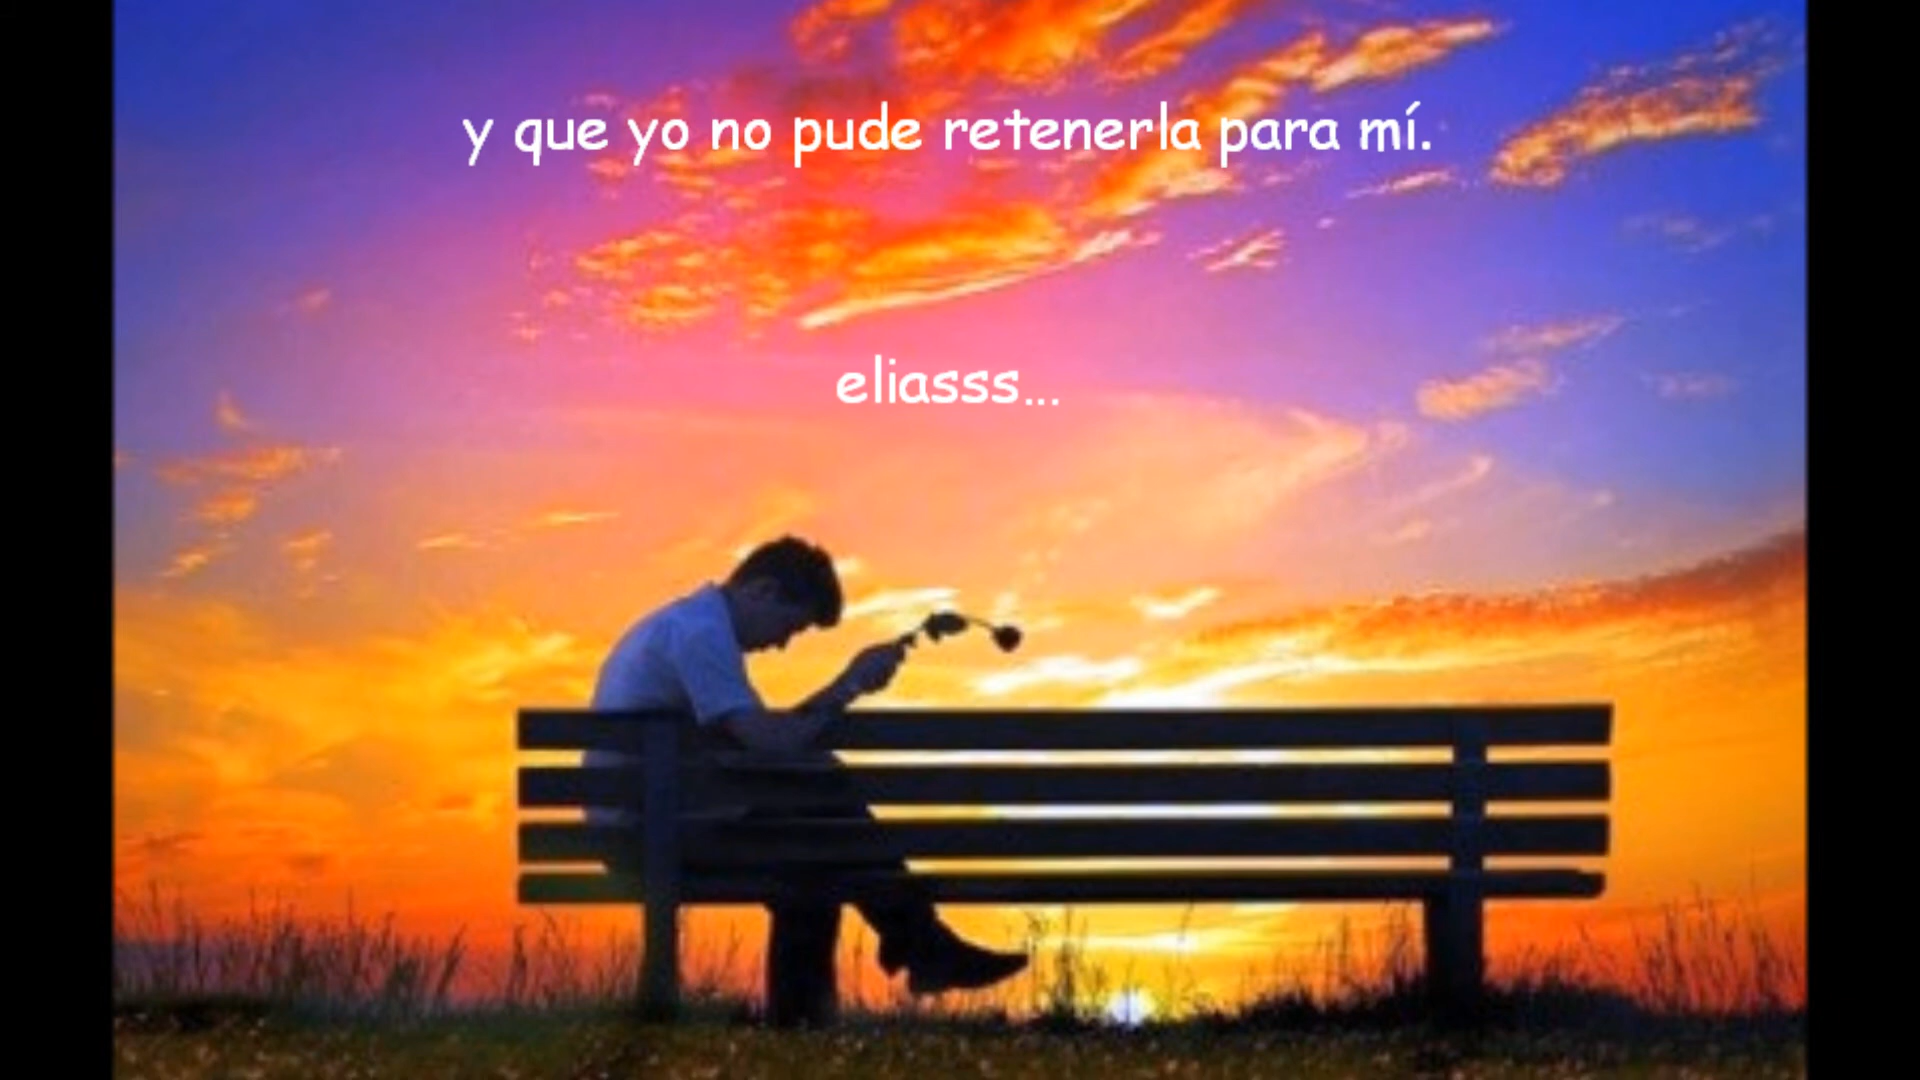 y que yo no pude retenerla para mí.
eliasss...